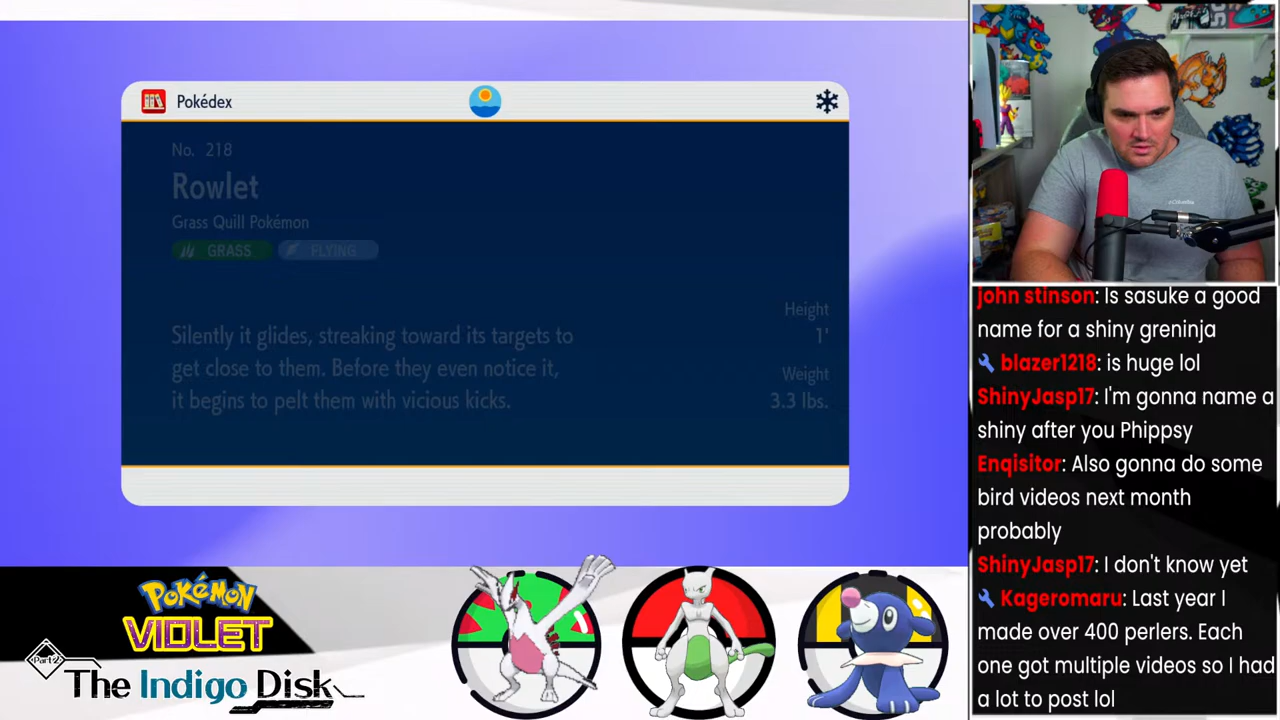 Pokédex
No. 218
Rowlet
Grass Quill Pokémon
GRASS FLYING
Height
1'
Weight
3.3 lbs.
Silently it glides, streaking toward its targets to
get close to them. Before they even notice it,
it begins to pelt them with vicious kicks.
john stinson: Is sasuke a good
name for a shiny greninja
blazer1218: is huge lol
ShinyJasp17: I'm gonna name a
shiny after you Phippsy
Enqisitor: Also gonna do some
bird videos next month
probably
ShinyJasp17: I don't know yet
Kageromaru: Last year I
made over 400 perlers. Each
one got multiple videos so I had
a lot to post lol
POKéMON
VIOLET
Part 2
The Indigo Disk